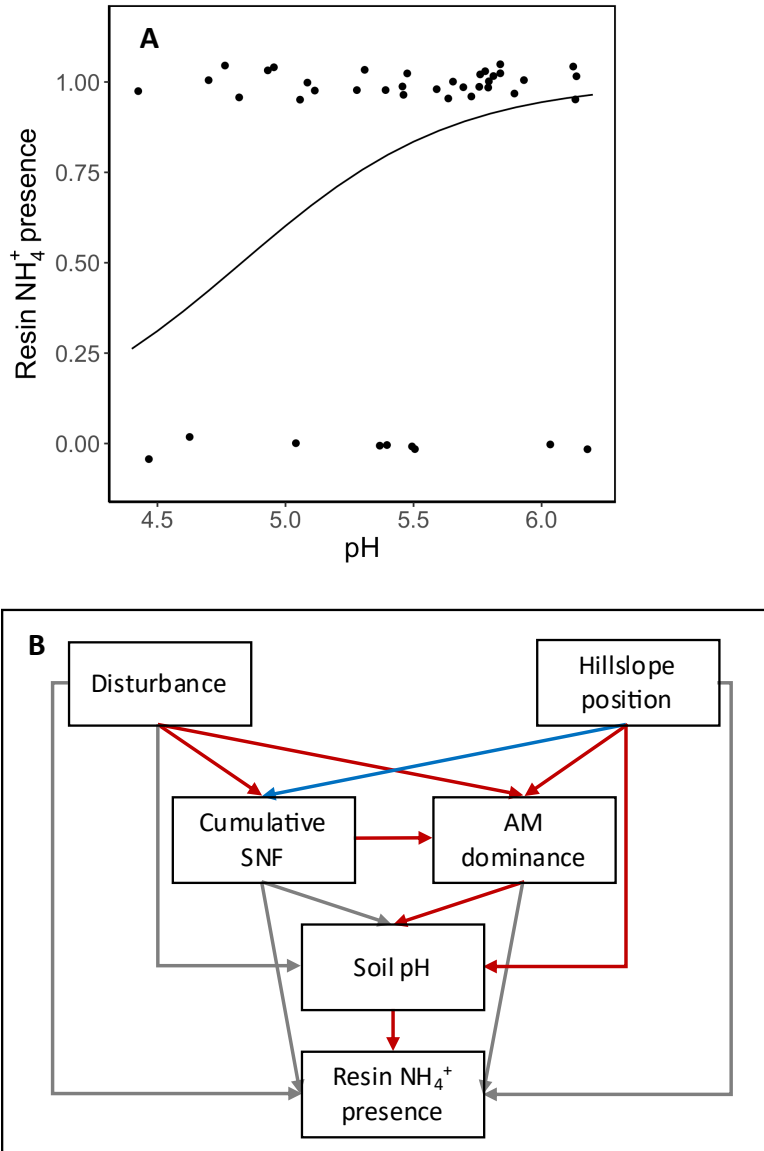 A
1.00
0.75
0.50
0.25
0.00
Resin NH₄⁺ presence
4.5 5.0 5.5 6.0
pH
B
Disturbance
Hillslope
position
Cumulative
SNF
AM
dominance
Soil pH
Resin NH₄⁺
presence